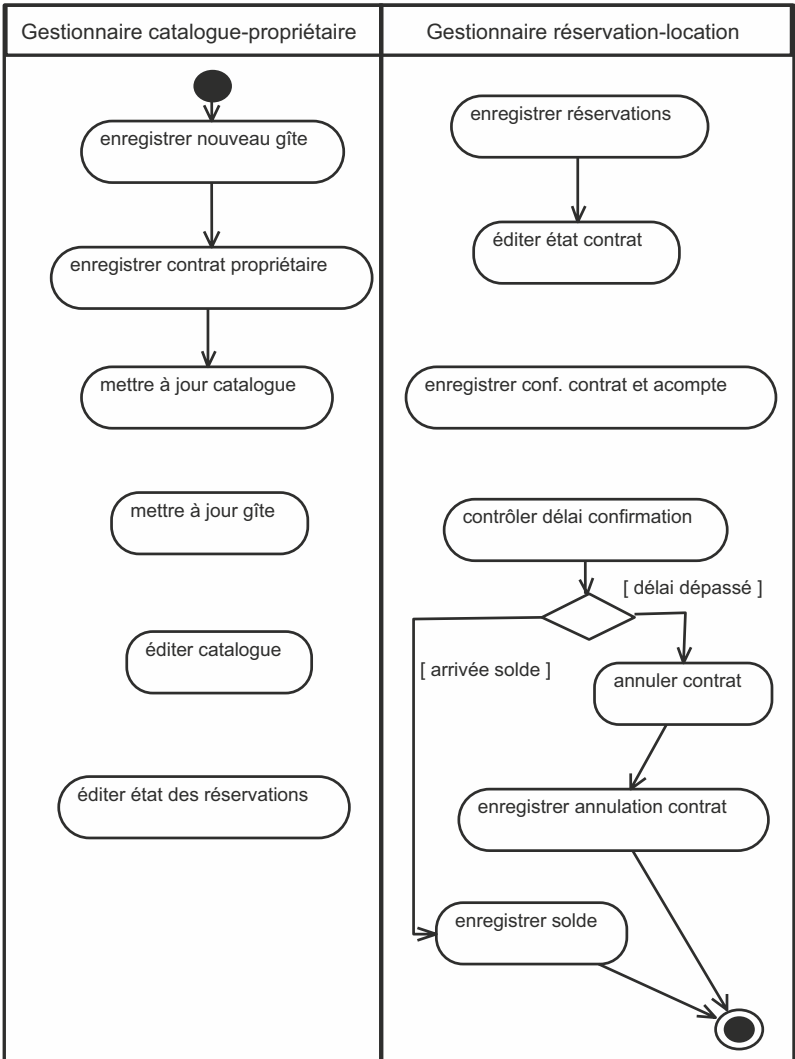 Gestionnaire catalogue-propriétaire
Gestionnaire réservation-location
enregistrer nouveau gîte
enregistrer contrat propriétaire
mettre à jour catalogue
mettre à jour gîte
éditer catalogue
éditer état des réservations
enregistrer réservations
éditer état contrat
enregistrer conf. contrat et acompte
contrôler délai confirmation
[ délai dépassé ]
[ arrivée solde ]
annuler contrat
enregistrer annulation contrat
enregistrer solde